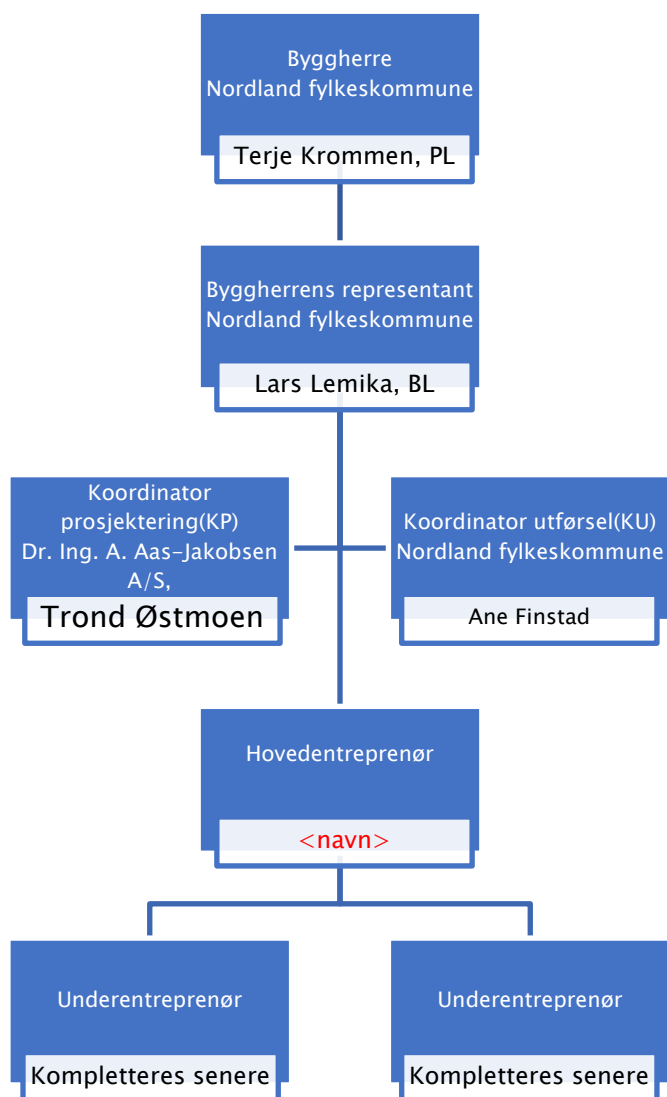 Byggherre
Nordland fylkeskommune
Terje Krommen, PL
Byggherrens representant
Nordland fylkeskommune
Lars Lemika, BL
Koordinator
prosjektering(KP)
Dr. Ing. A. Aas-Jakobsen
A/S,
Trond Østmoen
Koordinator utførsel(KU)
Nordland fylkeskommune
Ane Finstad
Hovedentreprenør
<navn>
Underentreprenør
Kompletteres senere
Underentreprenør
Kompletteres senere